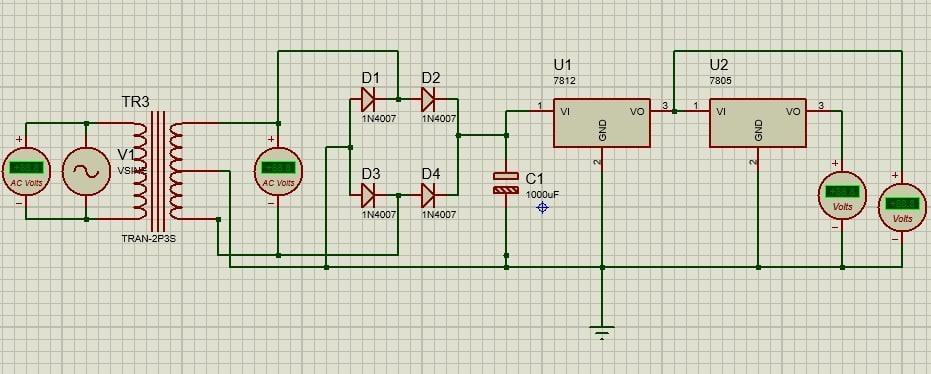 TR3
TRAN-2P3S
V1
VSINE
+
AC Volts
−
+
AC Volts
−
D1
1N4007
D2
1N4007
D3
1N4007
D4
1N4007
C1
1000uF
U1
7812
1
VI
VO
3
GND
2
U2
7805
1
VI
VO
3
GND
2
+
Volts
−
+
Volts
−